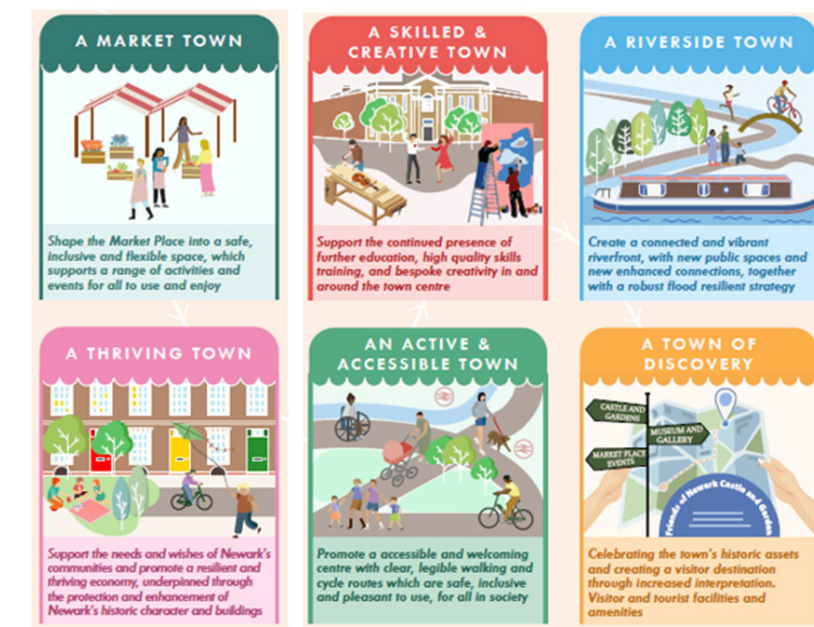 A MARKET TOWN
Shape the Market Place into a safe,
inclusive and flexible space, which
supports a range of activities and
events for all to use and enjoy
A SKILLED &
CREATIVE TOWN
Support the continued presence of
further education, high quality skills
training, and bespoke creativity in and
around the town centre
A RIVERSIDE TOWN
Create a connected and vibrant
riverfront, with new public spaces and
new enhanced connections, together
with a robust flood resilient strategy
A THRIVING TOWN
Support the needs and wishes of Newark's
communities and promote a resilient and
thriving economy, underpinned through
the protection and enhancement of
Newark's historic character and buildings
AN ACTIVE &
ACCESSIBLE TOWN
Promote a accessible and welcoming
centre with clear, legible walking and
cycle routes which are safe, inclusive
and pleasant to use, for all in society
A TOWN OF
DISCOVERY
CASTLE AND
GARDENS
MUSEUM AND
GALLERY
MARKET PLACE
EVENTS
Friends of Newark Castle and Garden
Celebrating the town's historic assets
and creating a visitor destination
through increased interpretation.
Visitor and tourist facilities and
amenities